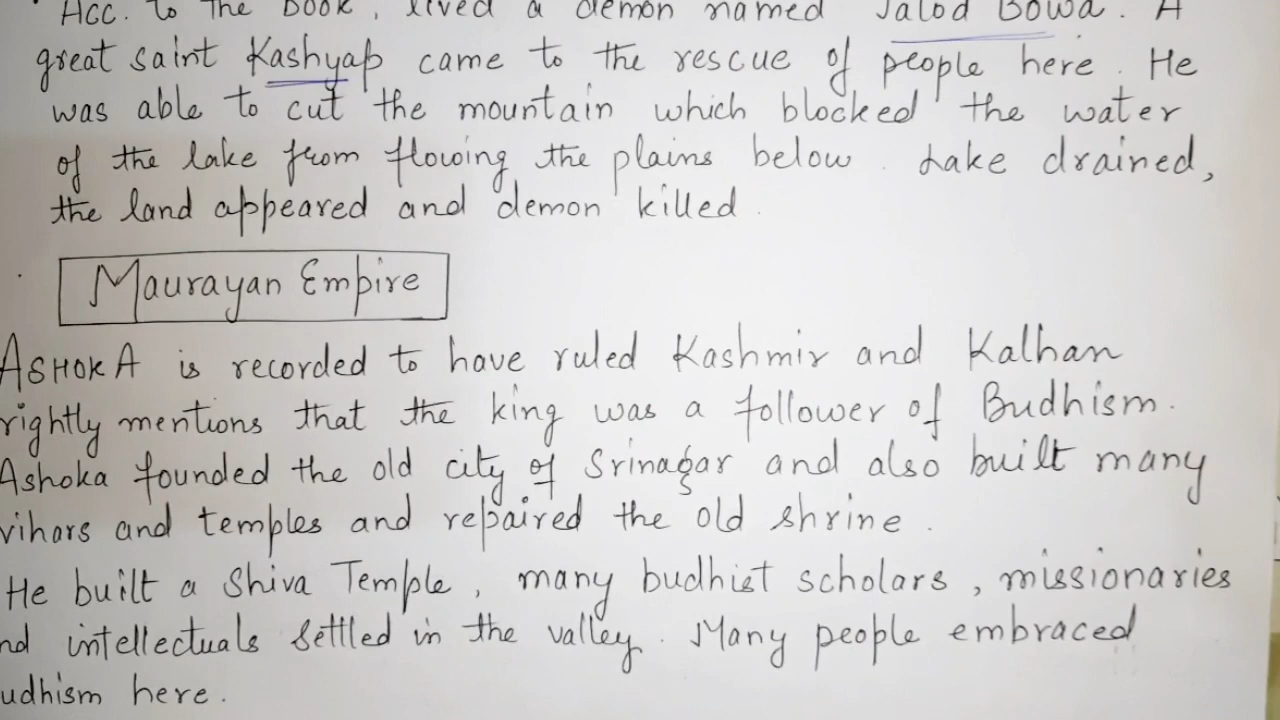 Acc. to the book, lived a demon named Jalod Bowa. A
great saint Kashyap came to the rescue of people here. He
was able to cut the mountain which blocked the water
of the lake from flowing the plains below. Lake drained,
the land appeared and demon killed.
Maurayan Empire
ASHOKA is recorded to have ruled Kashmir and Kalhan
rightly mentions that the king was a follower of Budhism.
Ashoka founded the old city of Srinagar and also built many
vihars and temples and repaired the old shrine.
He built a Shiva Temple, many budhist scholars, missionaries
nd intellectuals settled in the valley. Many people embraced
udhism here.